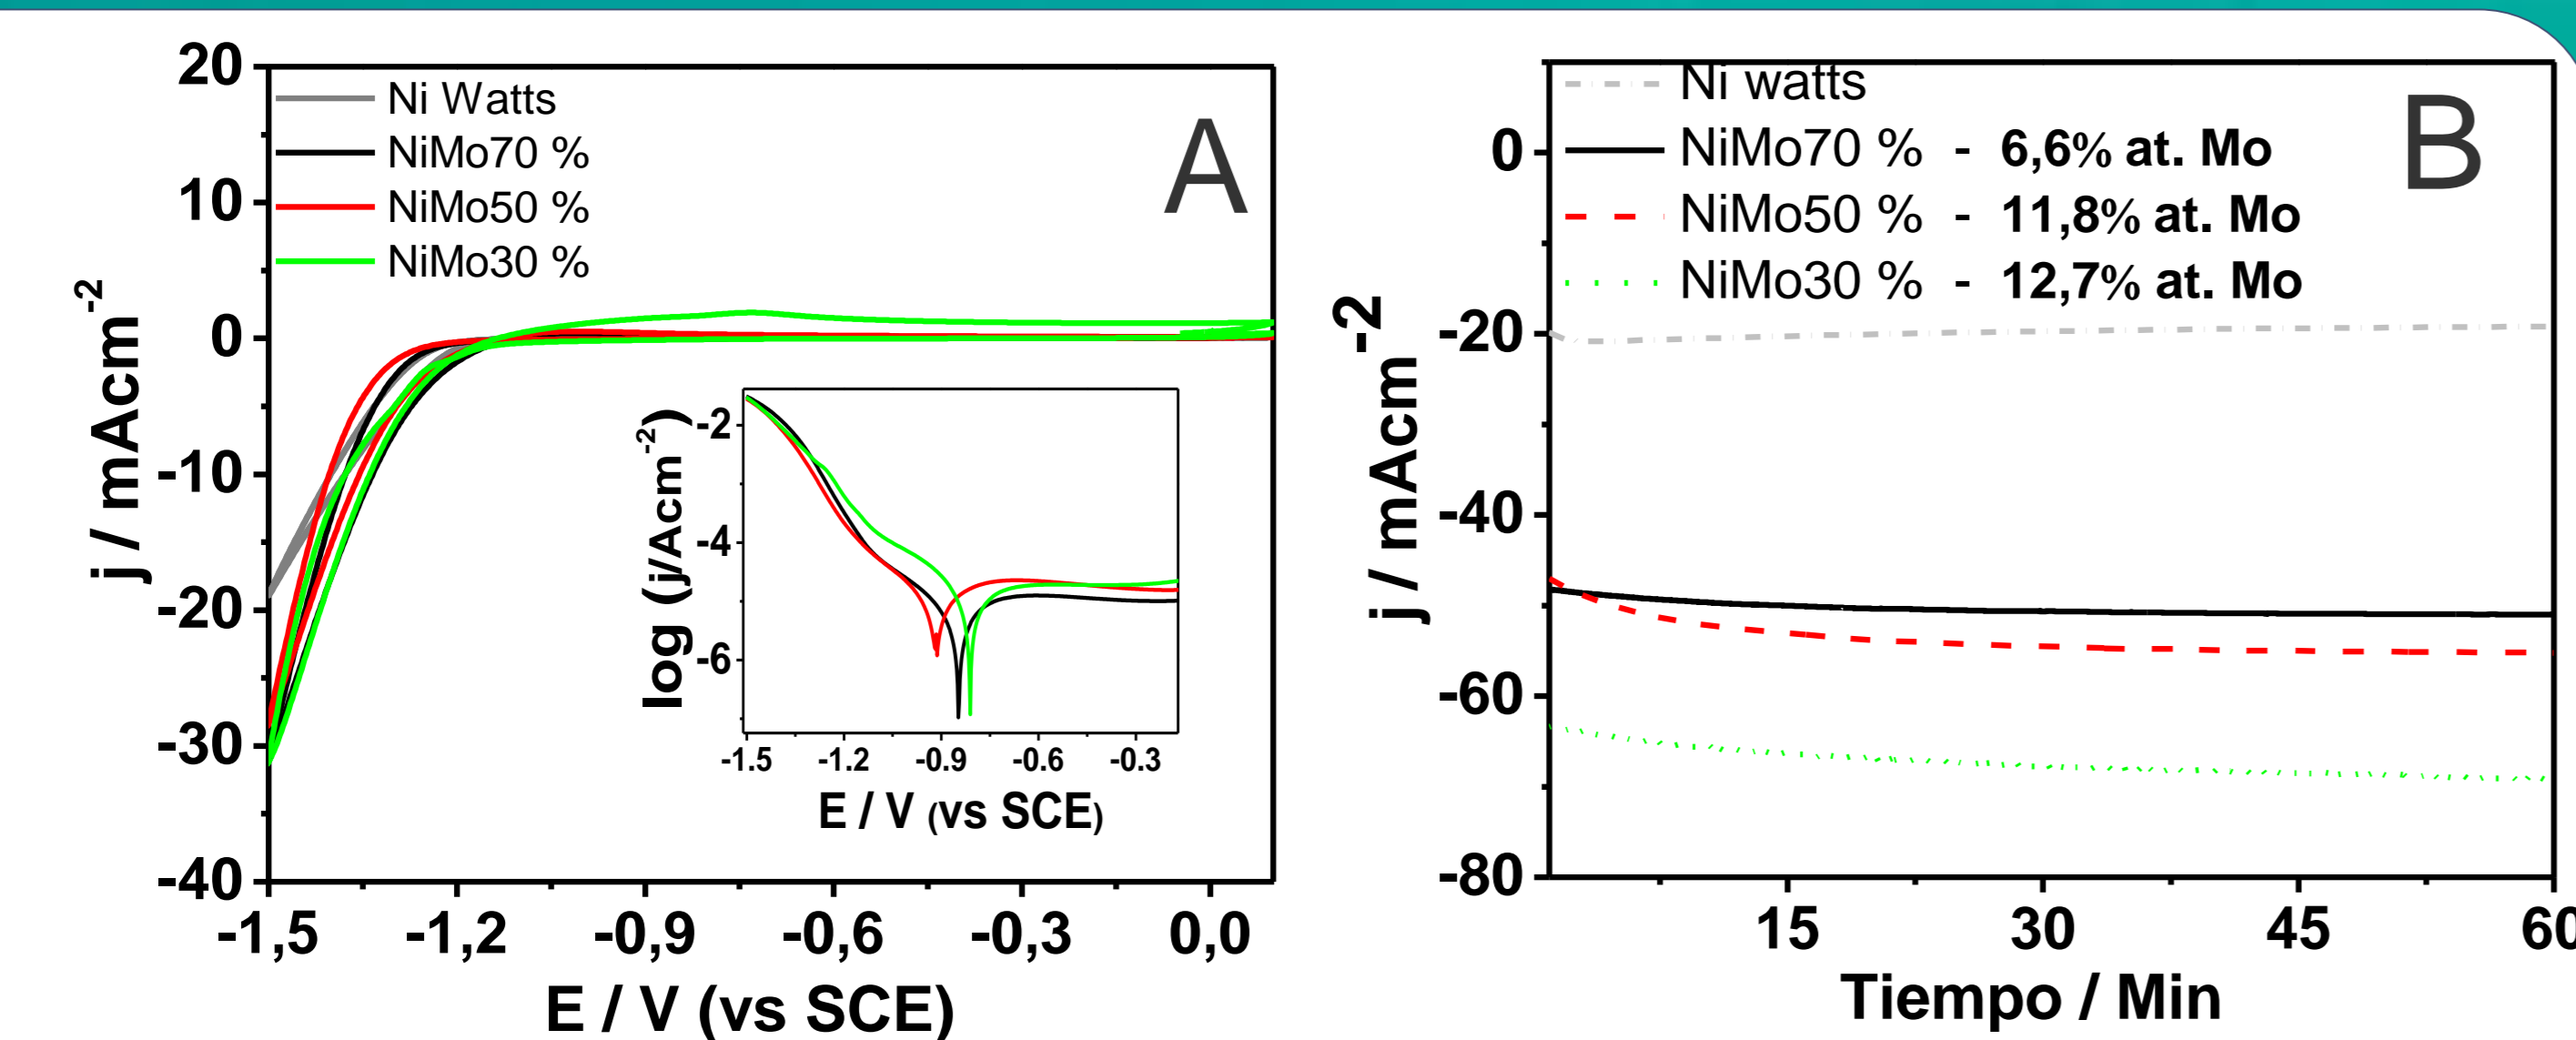 20
10
0
-10
-20
-30
-40
j / mAcm-2
Ni Watts
NiMo70 %
NiMo50 %
NiMo30 %
A
-2
-4
-6
log (j/Acm-2)
-1.5 -1.2 -0.9 -0.6 -0.3
E / V (vs SCE)
-1,5 -1,2 -0,9 -0,6 -0,3 0,0
E / V (vs SCE)
0
-20
-40
-60
-80
j / mAcm-2
Ni watts
NiMo70 % - 6,6% at. Mo
NiMo50 % - 11,8% at. Mo
NiMo30 % - 12,7% at. Mo
B
15 30 45 60
Tiempo / Min